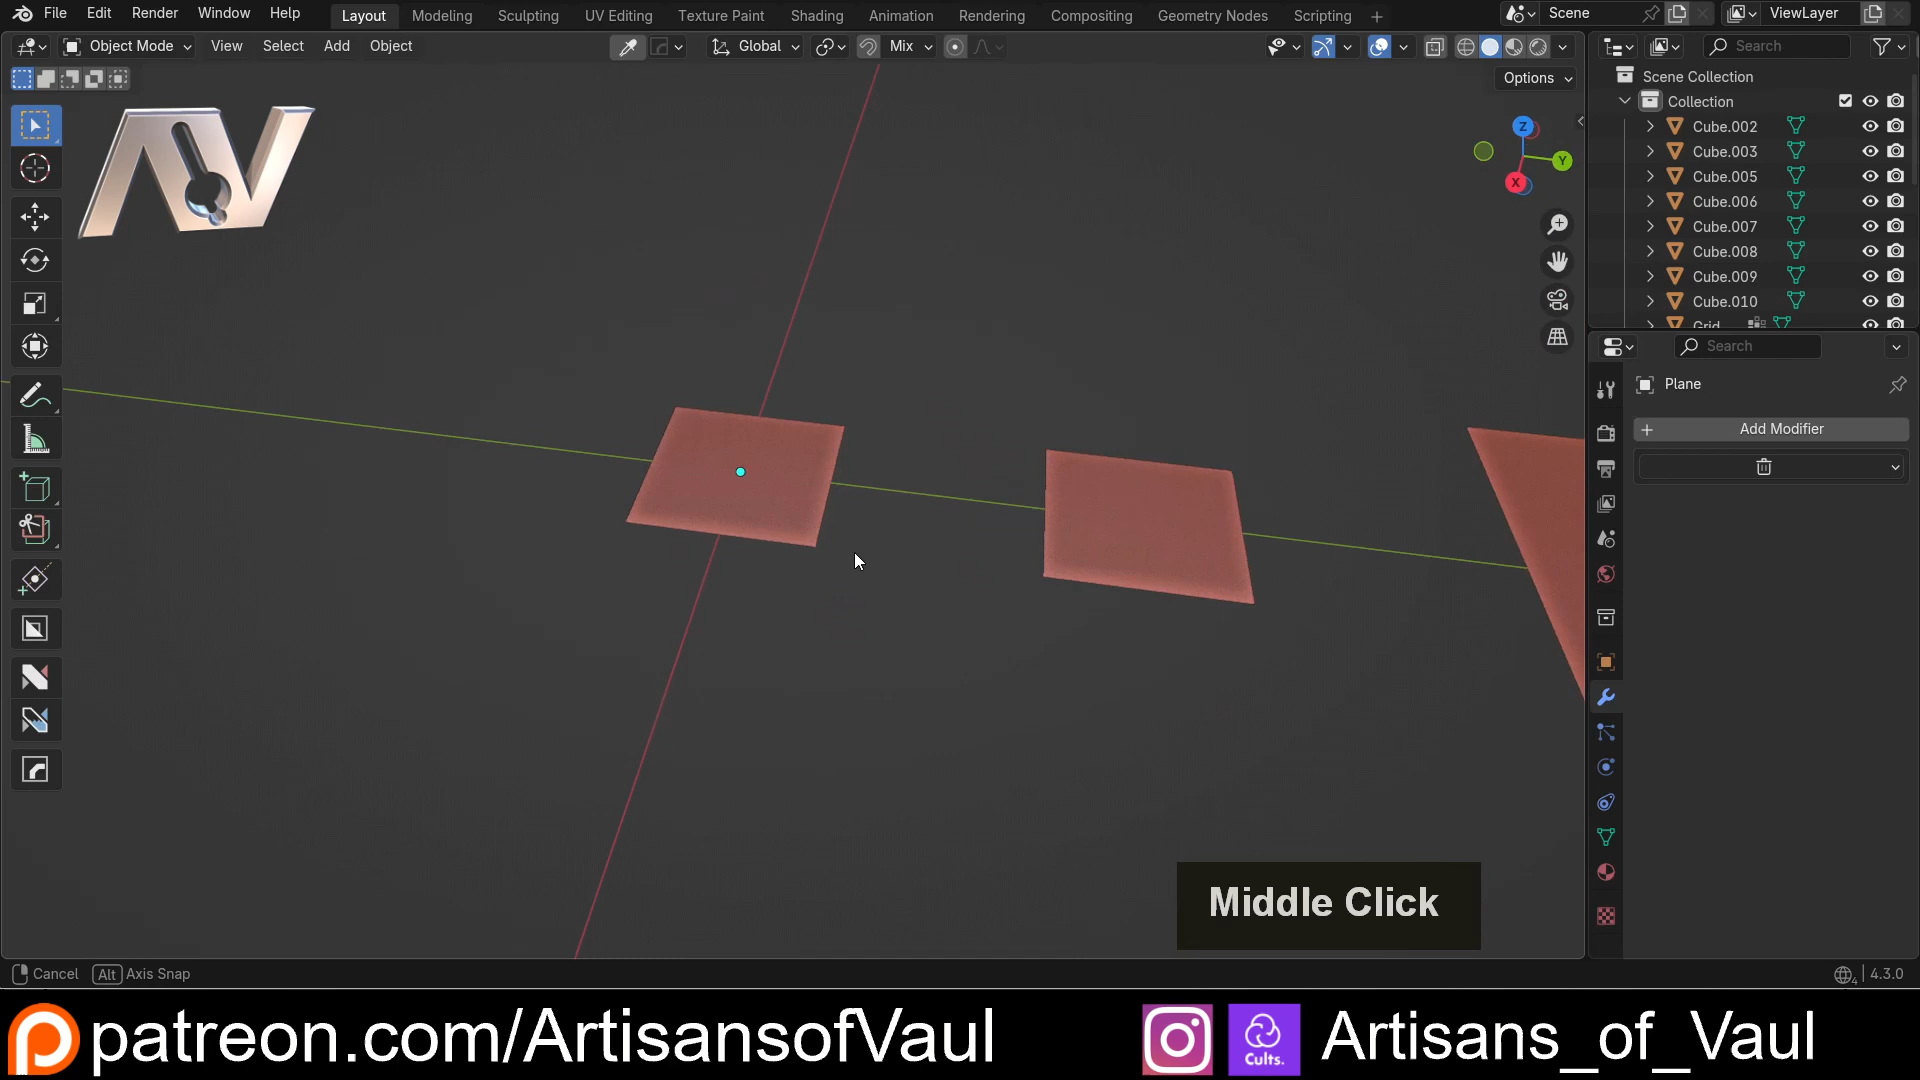 File Edit Render Window Help Layout Modeling Sculpting UV Editing Texture Paint Shading Animation Rendering Compositing Geometry Nodes Scripting + Scene ViewLayer
Object Mode View Select Add Object Global Mix Search
Options
Scene Collection
Collection
Cube.002
Cube.003
Cube.005
Cube.006
Cube.007
Cube.008
Cube.009
Cube.010
Grid
Z
Y
X
Search
Plane
Add Modifier
Middle Click
Cancel Alt Axis Snap 4.3.0
patreon.com/ArtisansofVaul Cults. Artisans_of_Vaul